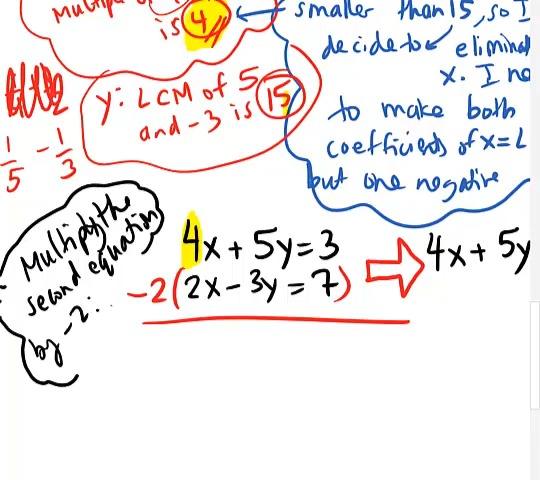 is 4
smaller than 15, so I
decide to eliminat
x. I ne
to make both
coefficients of x = L
but one negative
y: LCM of 5
and -3 is 15
1/5 - 1/3
Multiply the
second equation
by -2:
4x + 5y = 3
-2(2x - 3y = 7)
4x + 5y